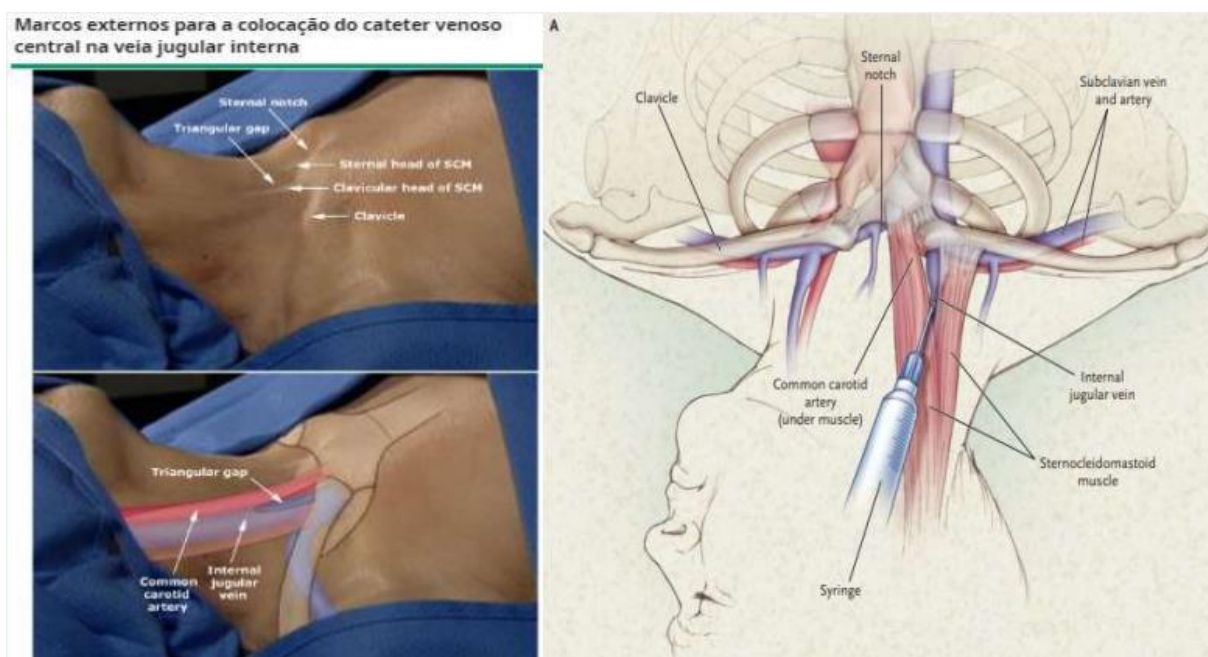 Marcos externos para a colocação do cateter venoso
central na veia jugular interna
Sternal notch
Triangular gap
Sternal head of SCM
Clavicular head of SCM
Clavicle
Triangular gap
Common
carotid
artery
Internal
jugular
vein
A
Sternal
notch
Clavicle
Subclavian vein
and artery
Common carotid
artery
(under muscle)
Internal
jugular vein
Sternocleidomastoid
muscle
Syringe